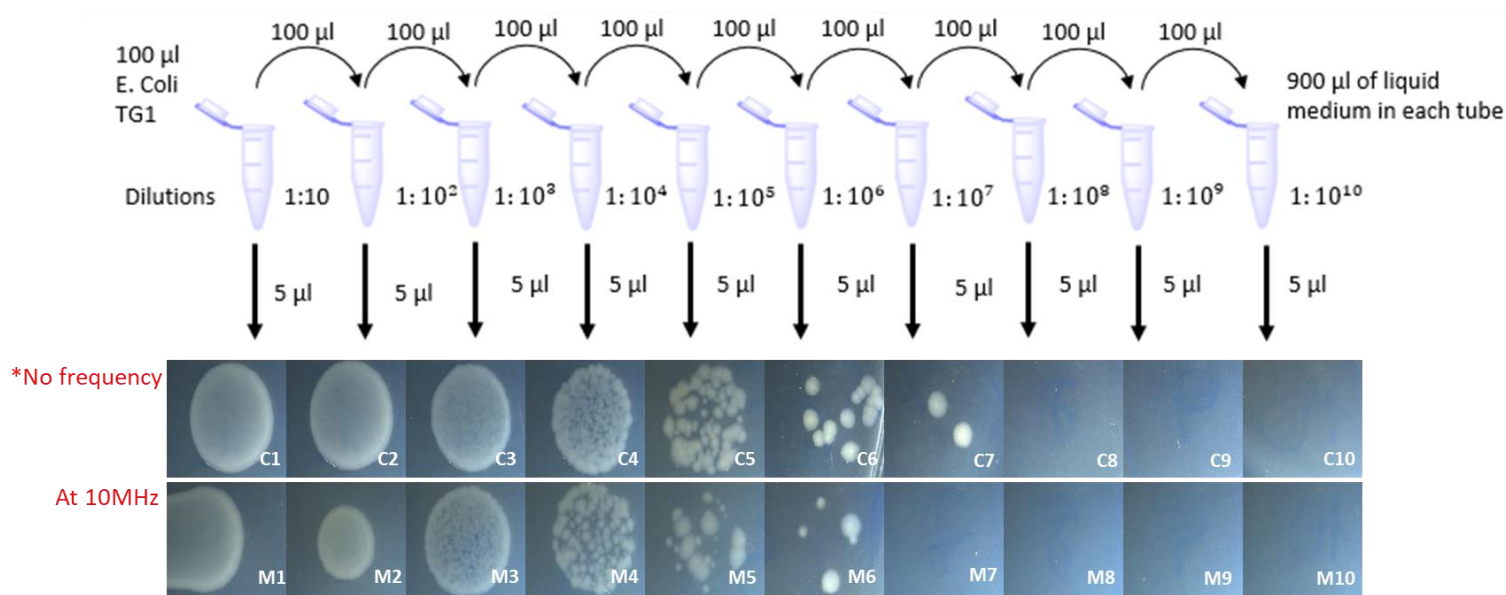 100 µl 100 µl 100 µl 100 µl 100 µl 100 µl 100 µl 100 µl 100 µl
100 µl
E. Coli
TG1
900 µl of liquid
medium in each tube
Dilutions 1:10 1:10² 1:10³ 1:10⁴ 1:10⁵ 1:10⁶ 1:10⁷ 1:10⁸ 1:10⁹ 1:10¹⁰
5 µl 5 µl 5 µl 5 µl 5 µl 5 µl 5 µl 5 µl 5 µl 5 µl
*No frequency
C1 C2 C3 C4 C5 C6 C7 C8 C9 C10
At 10MHz
M1 M2 M3 M4 M5 M6 M7 M8 M9 M10